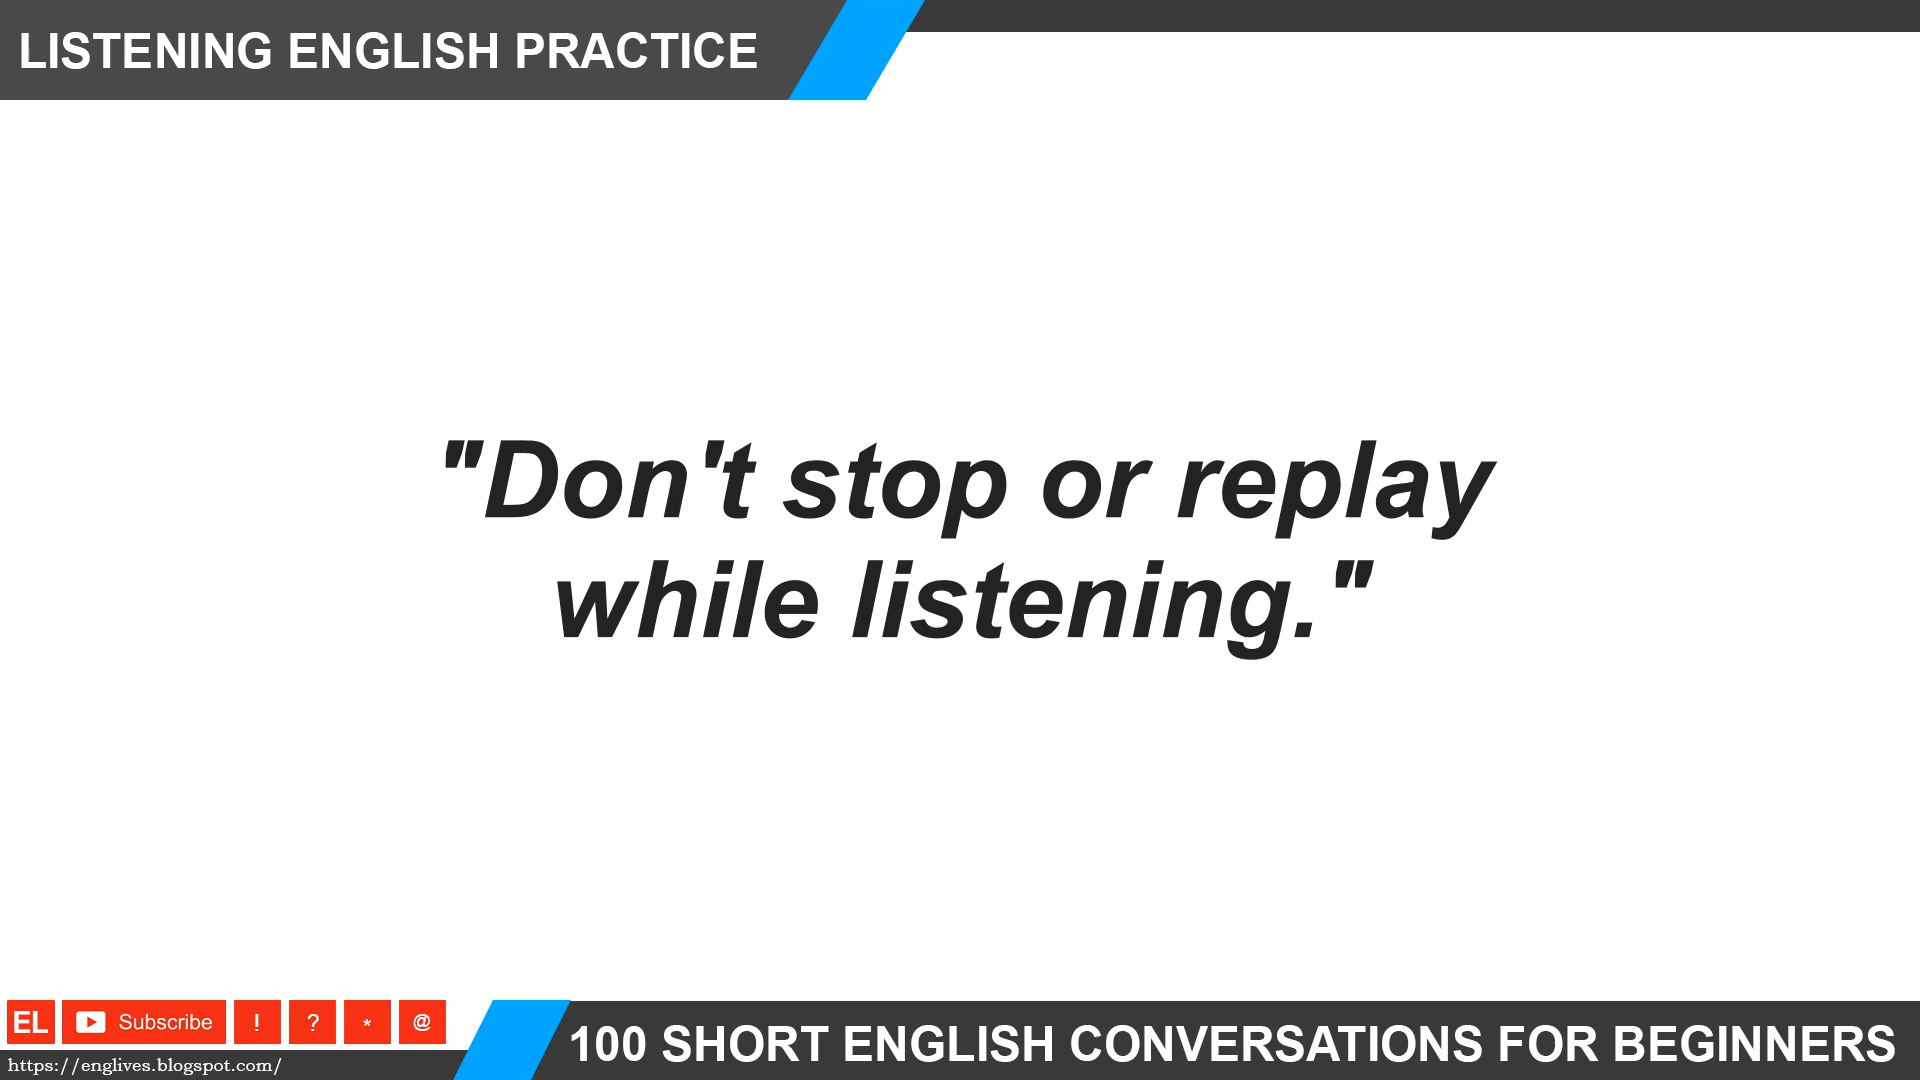 LISTENING ENGLISH PRACTICE
"Don't stop or replay
while listening."
EL Subscribe ! ? * @
https://englives.blogspot.com/
100 SHORT ENGLISH CONVERSATIONS FOR BEGINNERS